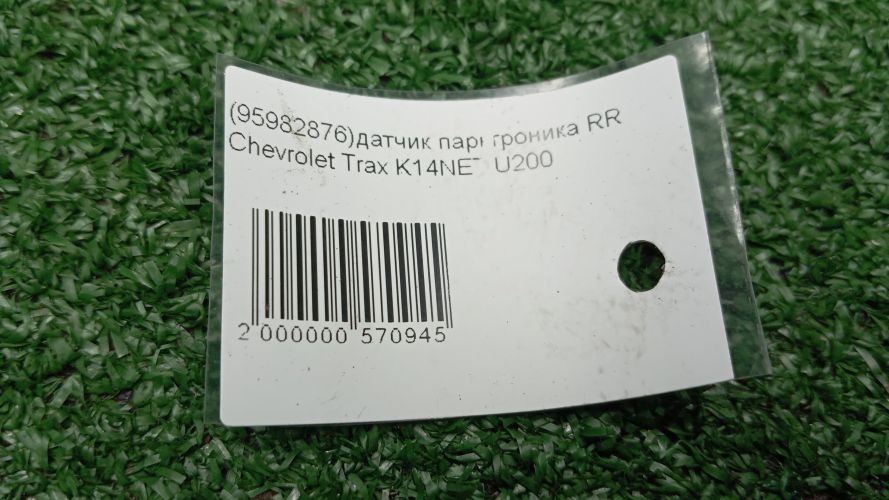 (95982876)датчик парктроника RR
Chevrolet Trax K14NET U200
2 000000 570945